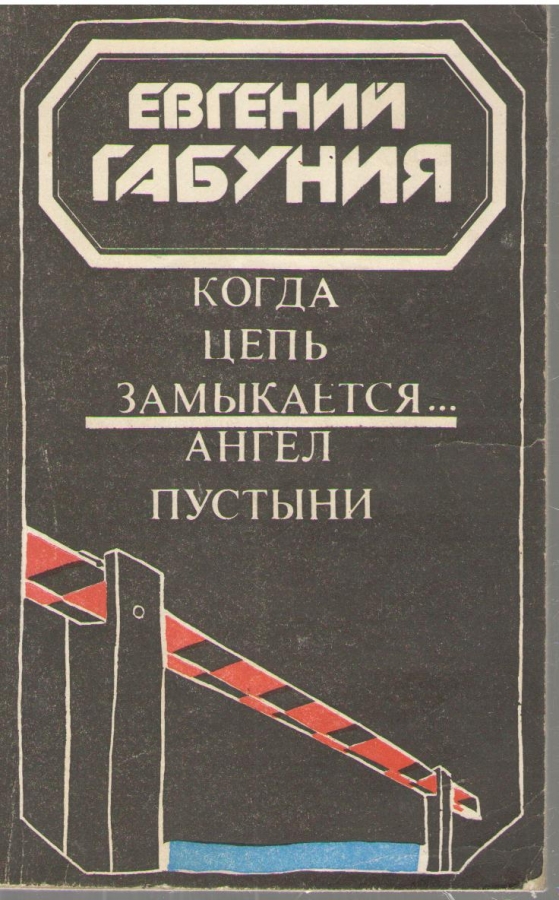 ЕВГЕНИЙ
ГАБУНИЯ
КОГДА
ЦЕПЬ
ЗАМЫКАЕТСЯ...
АНГЕЛ
ПУСТЫНИ